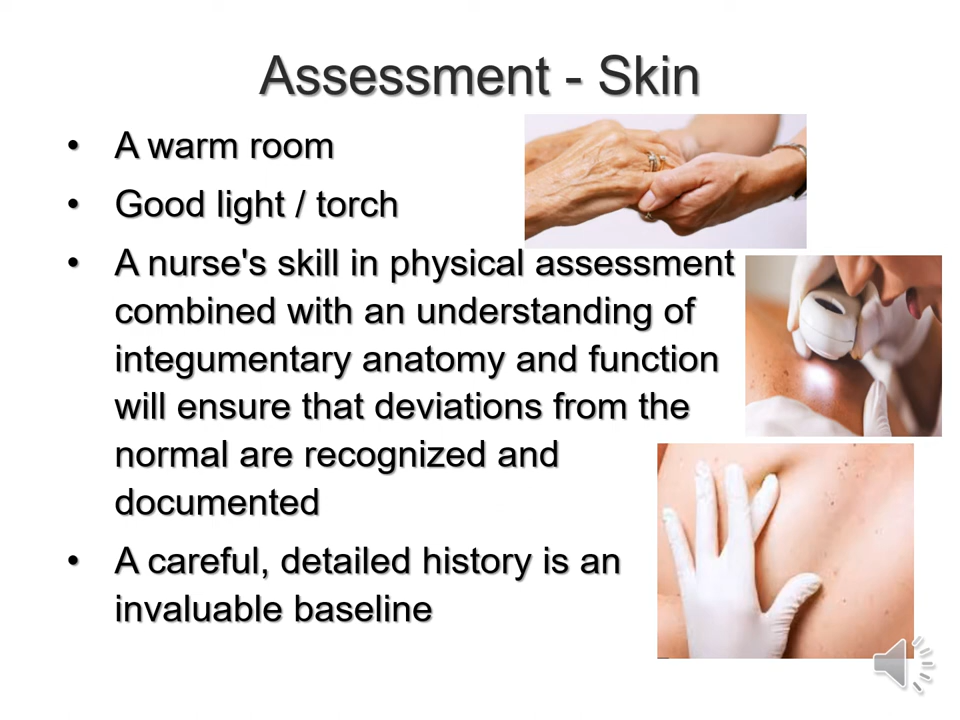 Assessment - Skin
• A warm room
• Good light / torch
• A nurse's skill in physical assessment
combined with an understanding of
integumentary anatomy and function
will ensure that deviations from the
normal are recognized and
documented
• A careful, detailed history is an
invaluable baseline